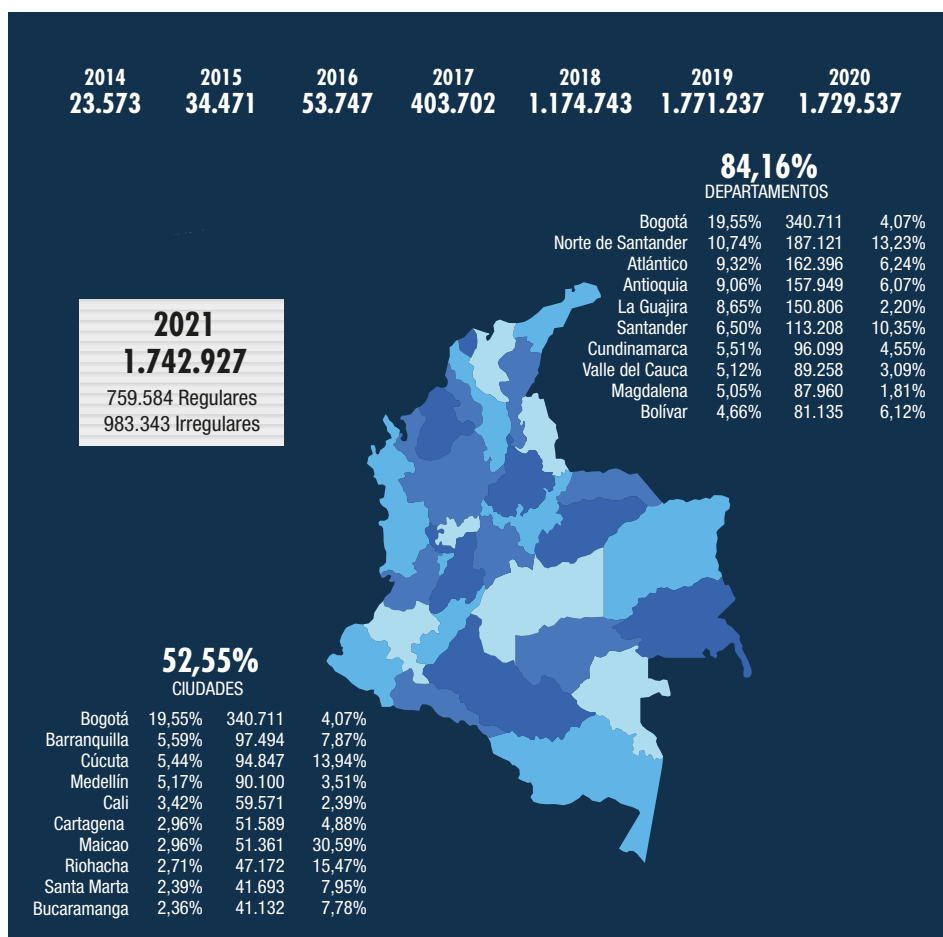 2014 2015 2016 2017 2018 2019 2020
23.573 34.471 53.747 403.702 1.174.743 1.771.237 1.729.537
84,16%
DEPARTAMENTOS
Bogotá 19,55% 340.711 4,07%
Norte de Santander 10,74% 187.121 13,23%
Atlántico 9,32% 162.396 6,24%
Antioquia 9,06% 157.949 6,07%
La Guajira 8,65% 150.806 2,20%
Santander 6,50% 113.208 10,35%
Cundinamarca 5,51% 96.099 4,55%
Valle del Cauca 5,12% 89.258 3,09%
Magdalena 5,05% 87.960 1,81%
Bolívar 4,66% 81.135 6,12%
2021
1.742.927
759.584 Regulares
983.343 Irregulares
52,55%
CIUDADES
Bogotá 19,55% 340.711 4,07%
Barranquilla 5,59% 97.494 7,87%
Cúcuta 5,44% 94.847 13,94%
Medellín 5,17% 90.100 3,51%
Cali 3,42% 59.571 2,39%
Cartagena 2,96% 51.589 4,88%
Maicao 2,96% 51.361 30,59%
Riohacha 2,71% 47.172 15,47%
Santa Marta 2,39% 41.693 7,95%
Bucaramanga 2,36% 41.132 7,78%